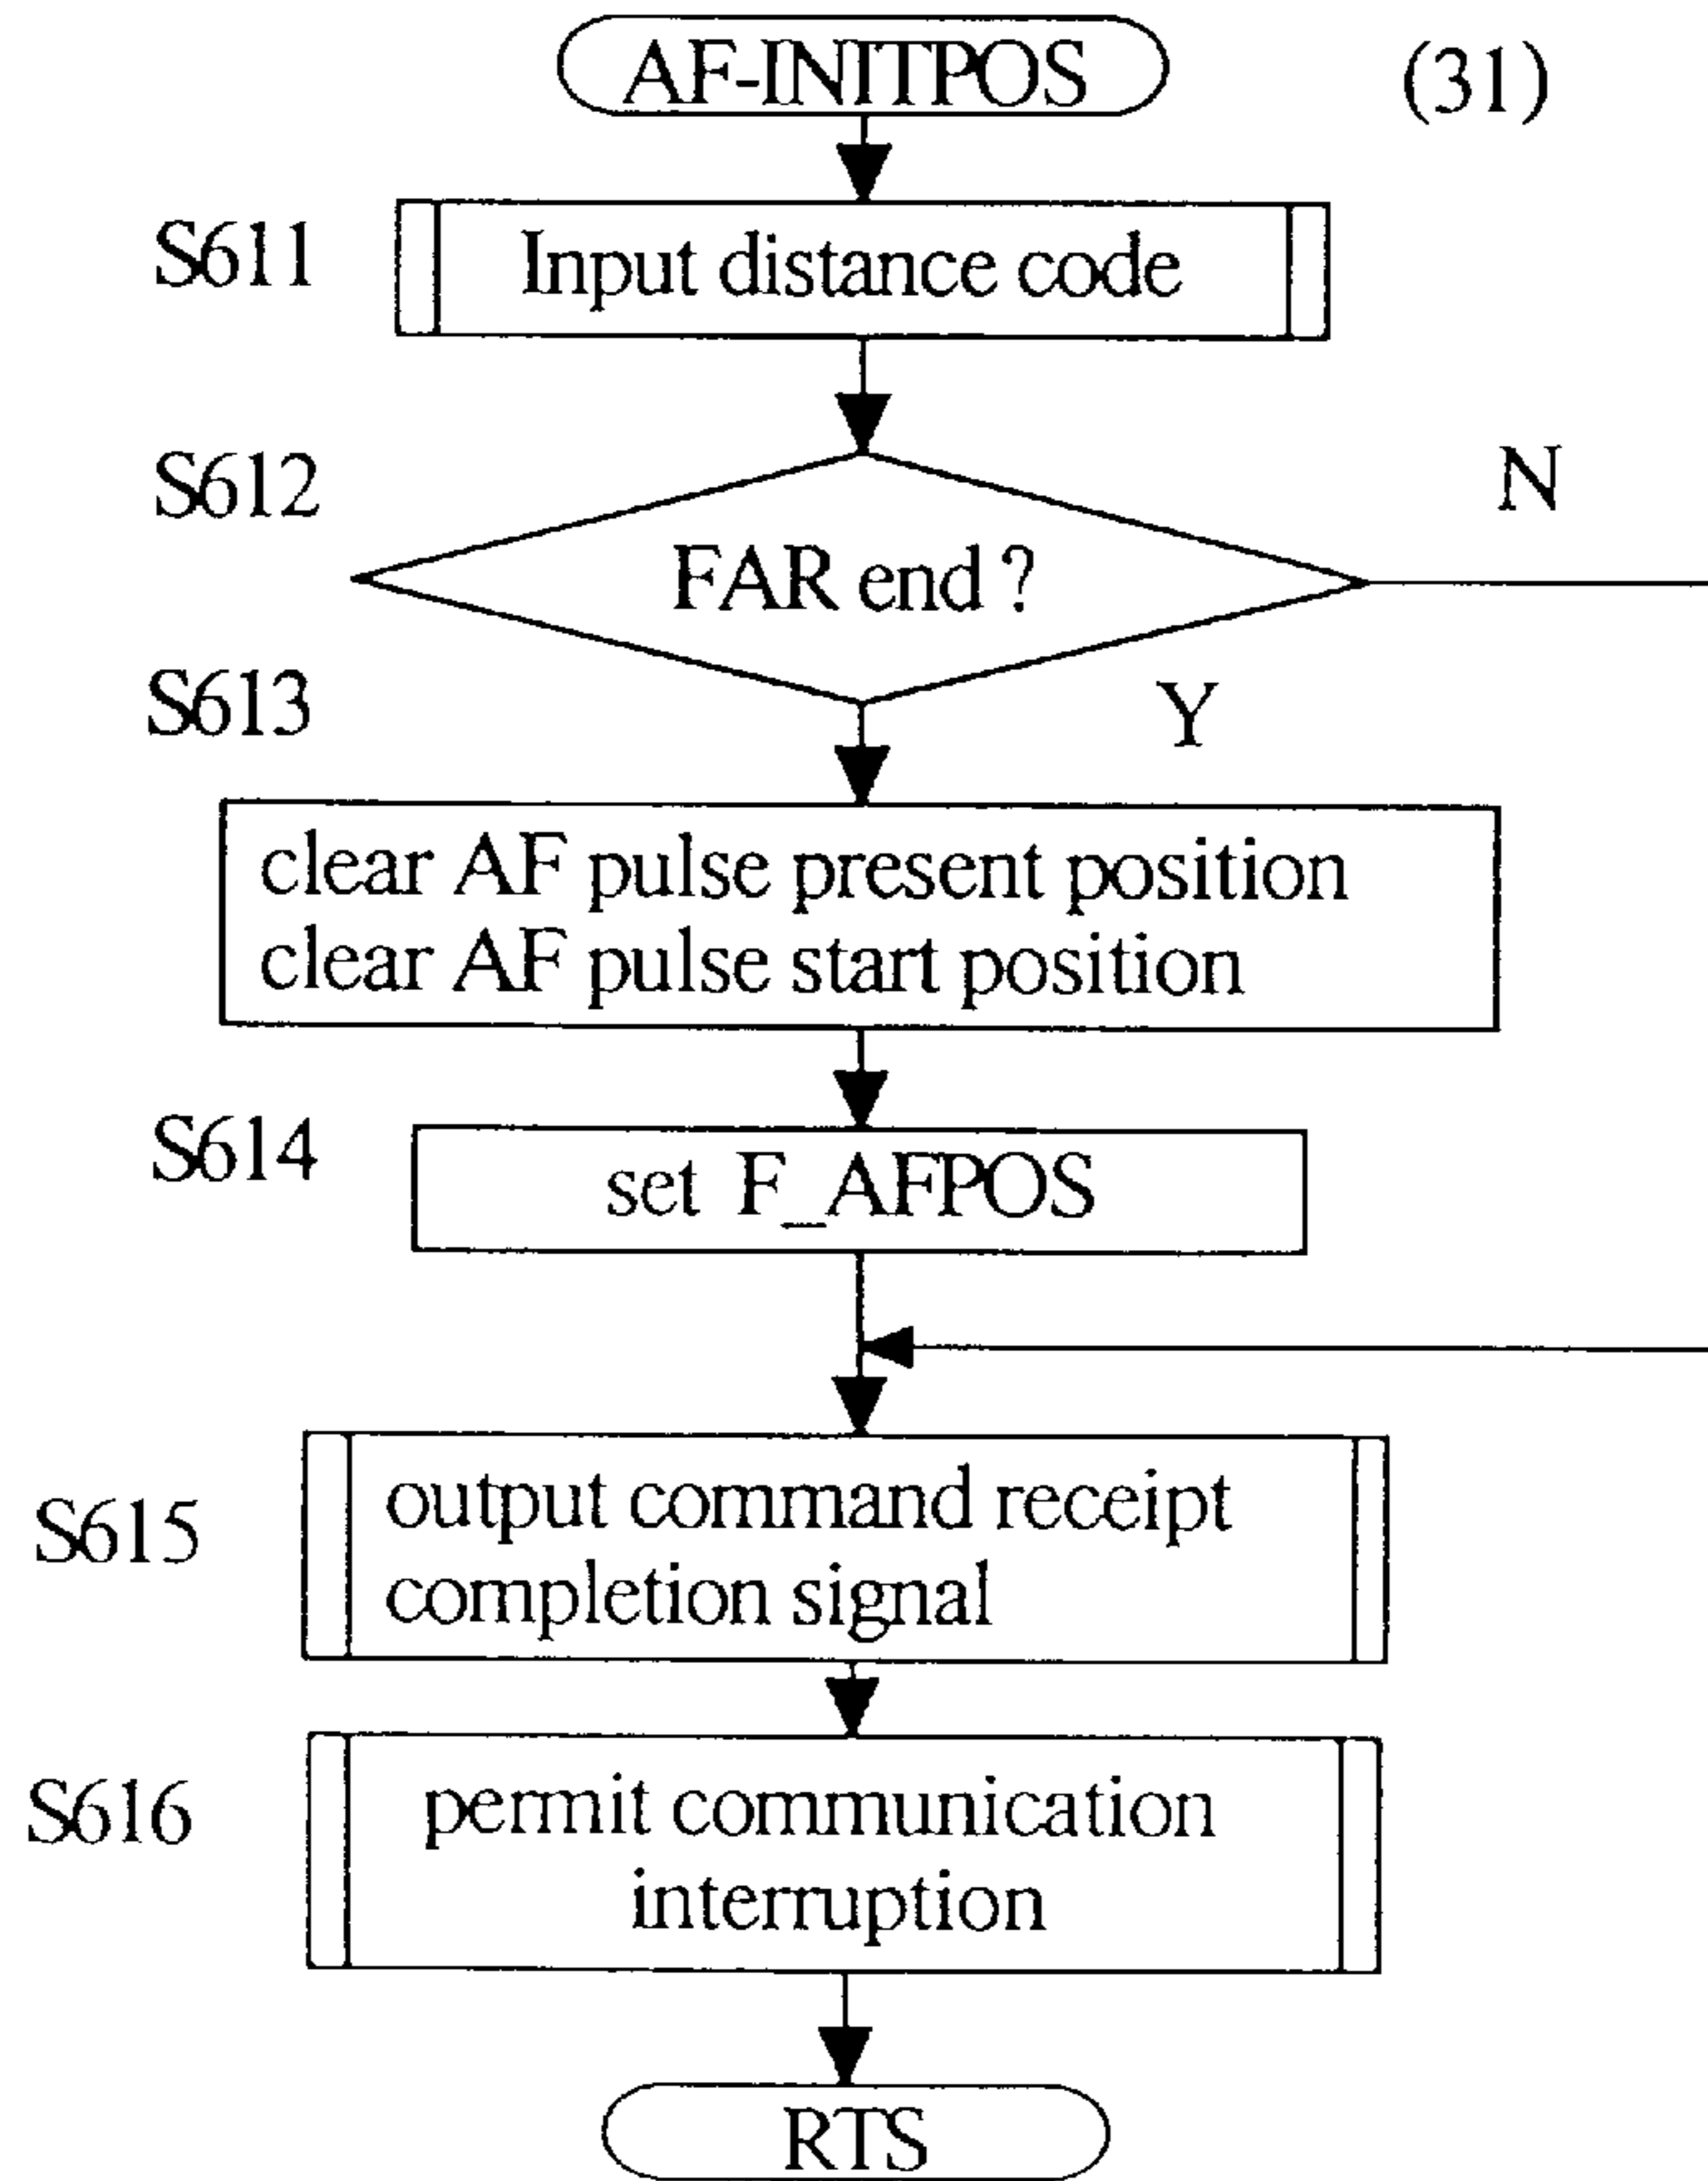 AF-INITPOS
(31)
S611
Input distance code
S612
N
FAR end ?
S613
Y
clear AF pulse present position
clear AF pulse start position
S614
set F_AFPOS
S615
output command receipt
completion signal
S616
permit communication
interruption
RTS